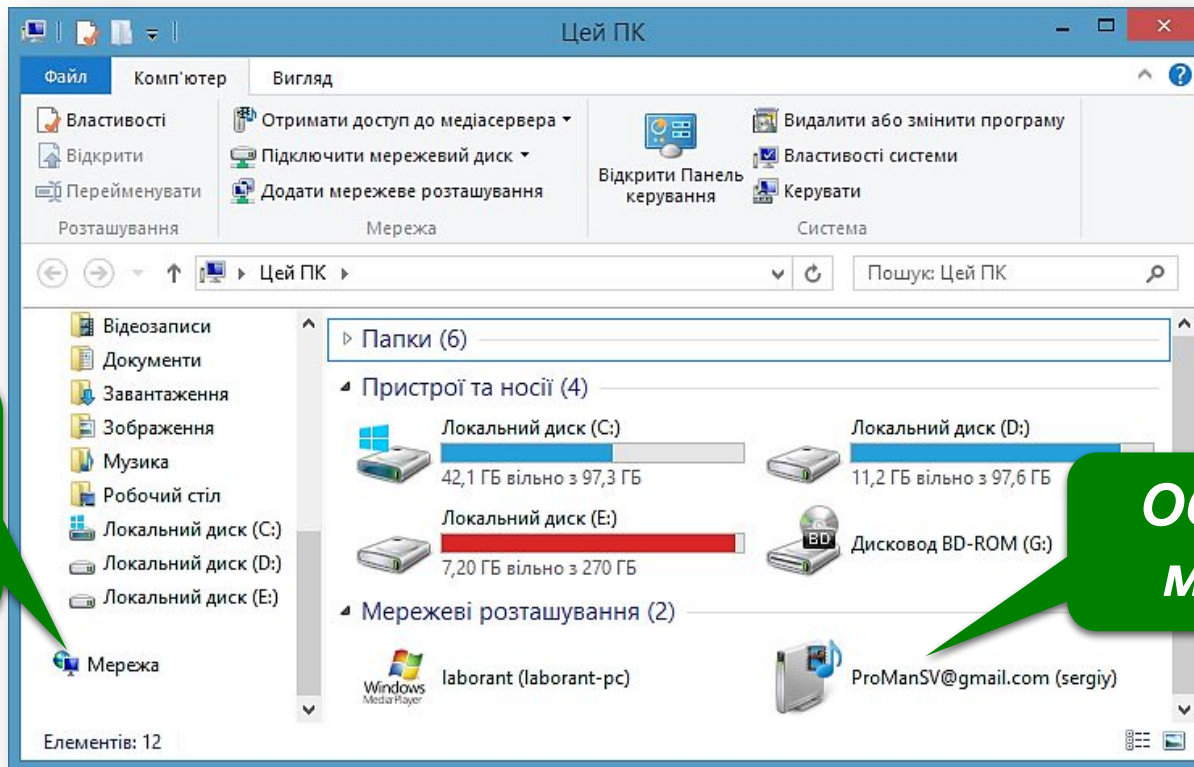 Цей ПК
Файл Комп'ютер Вигляд
Властивості
Відкрити
Перейменувати
Розташування
Отримати доступ до медіасервера
Підключити мережевий диск
Додати мережеве розташування
Мережа
Відкрити Панель
керування
Видалити або змінити програму
Властивості системи
Керувати
Система
Цей ПК
Пошук: Цей ПК
Відеозаписи
Документи
Завантаження
Зображення
Музика
Робочий стіл
Локальний диск (C:)
Локальний диск (D:)
Локальний диск (E:)
Мережа
Папки (6)
Пристрої та носії (4)
Локальний диск (C:)
42,1 ГБ вільно з 97,3 ГБ
Локальний диск (D:)
11,2 ГБ вільно з 97,6 ГБ
Локальний диск (E:)
7,20 ГБ вільно з 270 ГБ
BD
Дисковод BD-ROM (G:)
Мережеві розташування (2)
Windows
Media Player
laborant (laborant-pc)
ProManSV@gmail.com (sergiy)
Елементів: 12